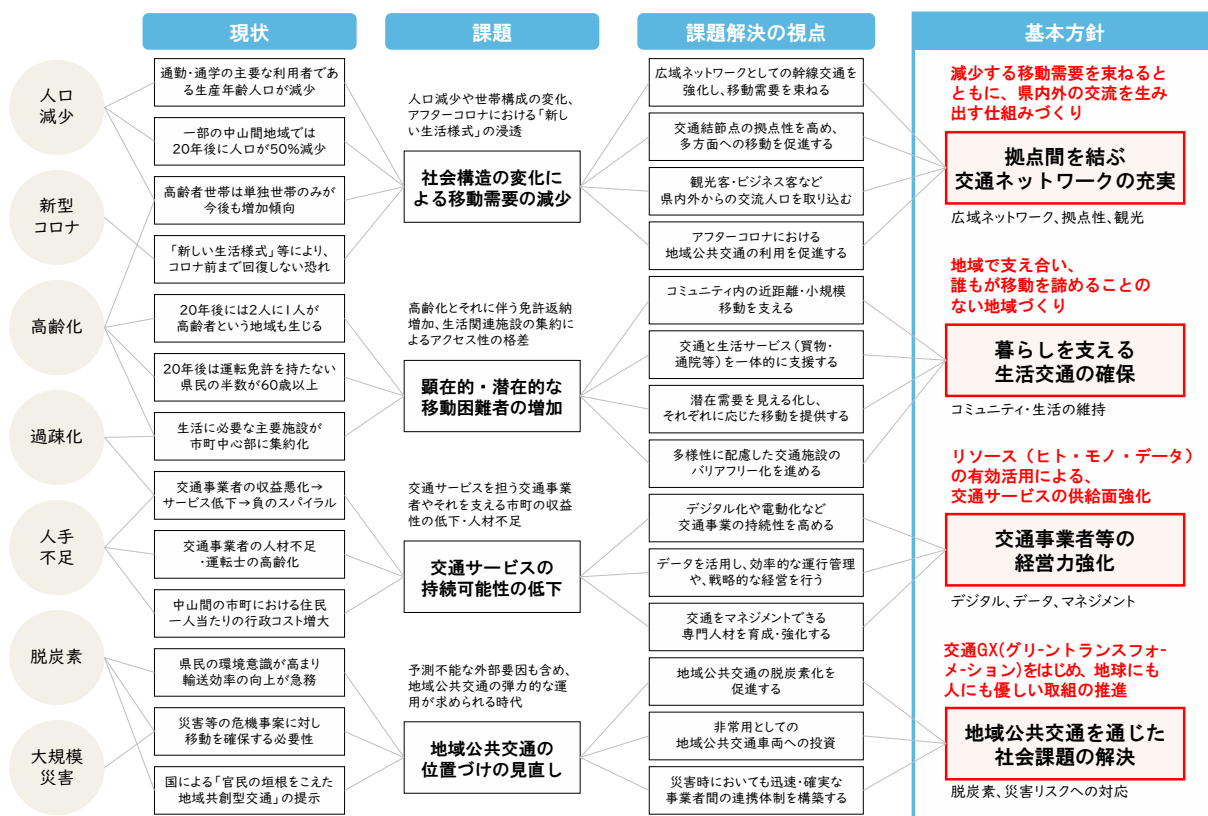 現状
課題
課題解決の視点
基本方針
人口
減少
新型
コロナ
高齢化
過疎化
人手
不足
脱炭素
大規模
災害
通勤・通学の主要な利用者であ
る生産年齢人口が減少
一部の中山間地域では
20年後に人口が50%減少
高齢者世帯は単独世帯のみが
今後も増加傾向
「新しい生活様式」等により、
コロナ前まで回復しない恐れ
20年後には2人に1人が
高齢者という地域も生じる
20年後は運転免許を持たない
県民の半数が60歳以上
生活に必要な主要施設が
市町中心部に集約化
交通事業者の収益悪化→
サービス低下→負のスパイラル
交通事業者の人材不足
・運転士の高齢化
中山間の市町における住民
一人当たりの行政コスト増大
県民の環境意識が高まり
輸送効率の向上が急務
災害等の危機事案に対し
移動を確保する必要性
国による「官民の垣根をこえた
地域共創型交通」の提示
人口減少や世帯構成の変化、
アフターコロナにおける「新し
い生活様式」の浸透
社会構造の変化に
よる移動需要の減少
高齢化とそれに伴う免許返納
増加、生活関連施設の集約に
よるアクセス性の格差
顕在的・潜在的な
移動困難者の増加
交通サービスを担う交通事業
者やそれを支える市町の収益
性の低下・人材不足
交通サービスの
持続可能性の低下
予測不能な外部要因も含め、
地域公共交通の弾力的な運
用が求められる時代
地域公共交通の
位置づけの見直し
広域ネットワークとしての幹線交通を
強化し、移動需要を束ねる
交通結節点の拠点性を高め、
多方面への移動を促進する
観光客・ビジネス客など
県内外からの交流人口を取り込む
アフターコロナにおける
地域公共交通の利用を促進する
コミュニティ内の近距離・小規模
移動を支える
交通と生活サービス(買物・
通院等)を一体的に支援する
潜在需要を見える化し、
それぞれに応じた移動を提供する
多様性に配慮した交通施設の
バリアフリー化を進める
デジタル化や電動化など
交通事業の持続性を高める
データを活用し、効率的な運行管理
や、戦略的な経営を行う
交通をマネジメントできる
専門人材を育成・強化する
地域公共交通の脱炭素化を
促進する
非常用としての
地域公共交通車両への投資
災害時においても迅速・確実な
事業者間の連携体制を構築する
減少する移動需要を束ねると
ともに、県内外の交流を生み
出す仕組みづくり
拠点間を結ぶ
交通ネットワークの充実
広域ネットワーク、拠点性、観光
地域で支え合い、
誰もが移動を諦めることの
ない地域づくり
暮らしを支える
生活交通の確保
コミュニティ・生活の維持
リソース(ヒト・モノ・データ)
の有効活用による、
交通サービスの供給面強化
交通事業者等の
経営力強化
デジタル、データ、マネジメント
交通GX(グリーントランスフォー
メーション)をはじめ、地球にも
人にも優しい取組の推進
地域公共交通を通じた
社会課題の解決
脱炭素、災害リスクへの対応